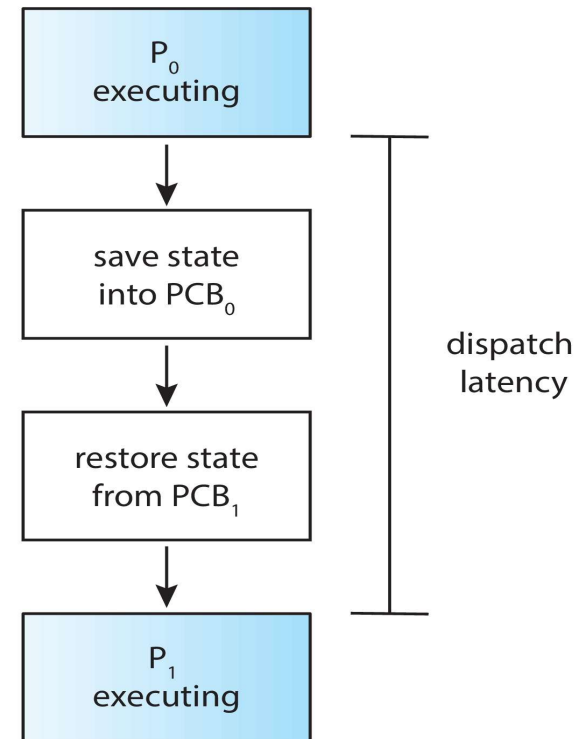 P₀
executing
save state
into PCB₀
dispatch
latency
restore state
from PCB₁
P₁
executing